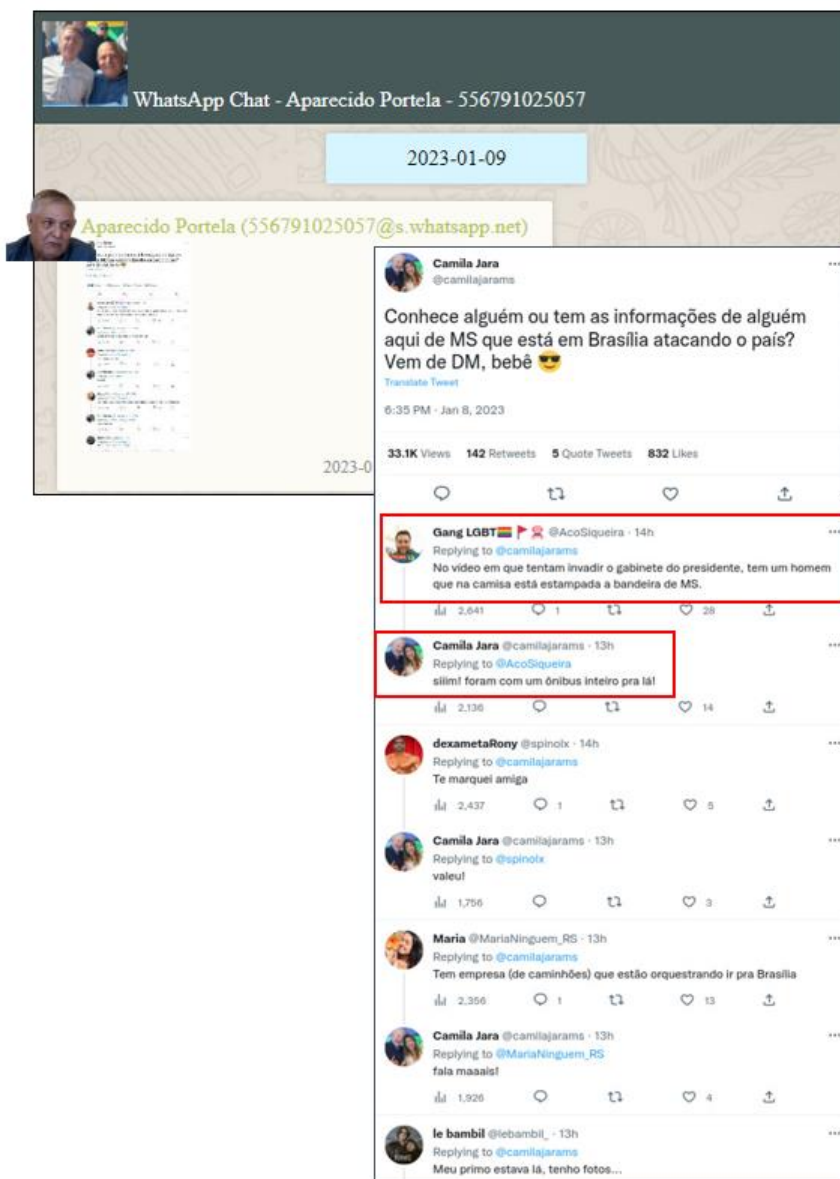 WhatsApp Chat - Aparecido Portela - 556791025057
2023-01-09
Aparecido Portela (556791025057@s.whatsapp.net)
2023-0
Camila Jara
@camilajarams
Conhece alguém ou tem as informações de alguém
aqui de MS que está em Brasília atacando o país?
Vem de DM, bebê 😎
Translate Tweet
6:35 PM · Jan 8, 2023
33.1K Views 142 Retweets 5 Quote Tweets 832 Likes
Gang LGBT🏳️‍🌈 🚩 @AcoSiqueira · 14h
Replying to @camilajarams
No vídeo em que tentam invadir o gabinete do presidente, tem um homem
que na camisa está estampada a bandeira de MS.
2,641 1 28
Camila Jara @camilajarams · 13h
Replying to @AcoSiqueira
siiim! foram com um ônibus inteiro pra lá!
2,136 14
dexametaRony @spinolx · 14h
Replying to @camilajarams
Te marquei amiga
2,437 1 5
Camila Jara @camilajarams · 13h
Replying to @spinolx
valeu!
1,756 3
Maria @MariaNinguem_RS · 13h
Replying to @camilajarams
Tem empresa (de caminhões) que estão orquestrando ir pra Brasília
2,356 1 13
Camila Jara @camilajarams · 13h
Replying to @MariaNinguem_RS
fala maaais!
1,926 4
le bambil @lebambil_ · 13h
Replying to @camilajarams
Meu primo estava lá, tenho fotos...